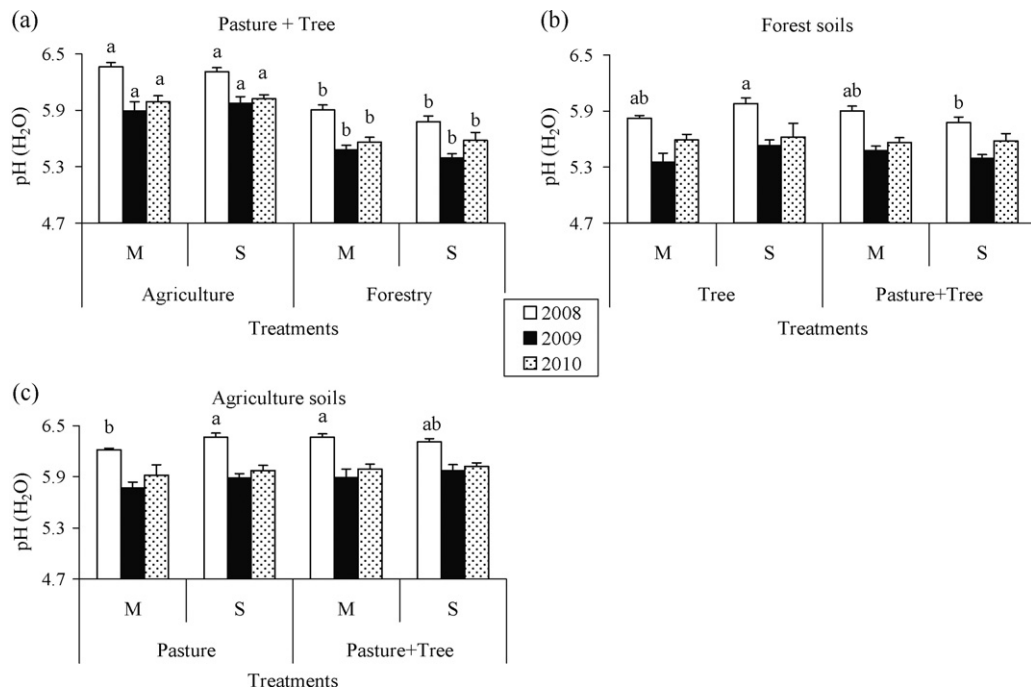 (a)
Pasture + Tree
6.5
5.9
5.3
4.7
pH (H₂O)
a a a a a a b b b b b b
M S M S
Agriculture Forestry
Treatments
(b)
Forest soils
6.5
5.9
5.3
4.7
pH (H₂O)
ab a ab b
M S M S
Tree Pasture+Tree
Treatments
2008
2009
2010
(c)
Agriculture soils
6.5
5.9
5.3
4.7
pH (H₂O)
b a a ab
M S M S
Pasture Pasture+Tree
Treatments